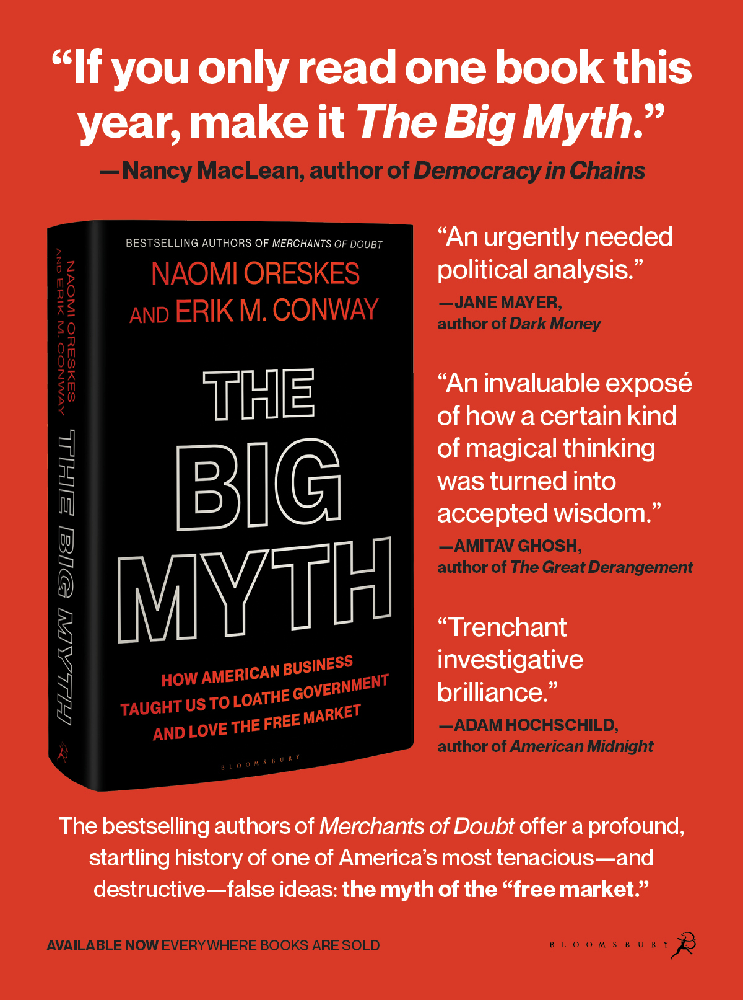 “If you only read one book this
year, make it The Big Myth.”
—Nancy MacLean, author of Democracy in Chains
NAOMI ORESKES
AND ERIK M. CONWAY
THE BIG MYTH
BESTSELLING AUTHORS OF MERCHANTS OF DOUBT
NAOMI ORESKES
AND ERIK M. CONWAY
THE
BIG
MYTH
HOW AMERICAN BUSINESS
TAUGHT US TO LOATHE GOVERNMENT
AND LOVE THE FREE MARKET
BLOOMSBURY
“An urgently needed
political analysis.”
—JANE MAYER,
author of Dark Money
“An invaluable exposé
of how a certain kind
of magical thinking
was turned into
accepted wisdom.”
—AMITAV GHOSH,
author of The Great Derangement
“Trenchant
investigative
brilliance.”
—ADAM HOCHSCHILD,
author of American Midnight
The bestselling authors of Merchants of Doubt offer a profound,
startling history of one of America’s most tenacious—and
destructive—false ideas: the myth of the “free market.”
AVAILABLE NOW EVERYWHERE BOOKS ARE SOLD
BLOOMSBURY